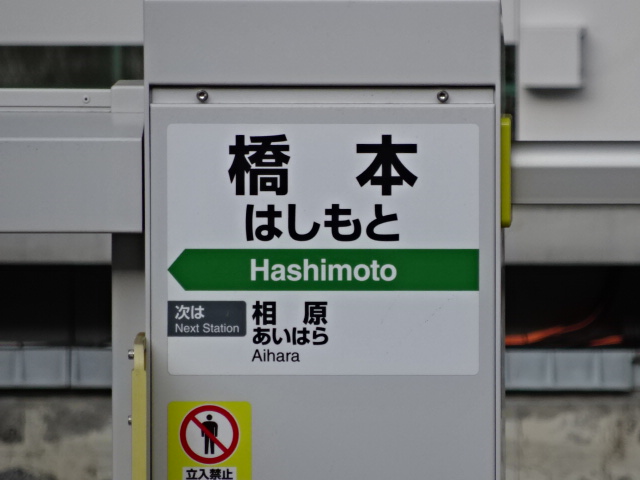 橋本
はしもと
Hashimoto
次は
Next Station
相原
あいはら
Aihara
立入禁止